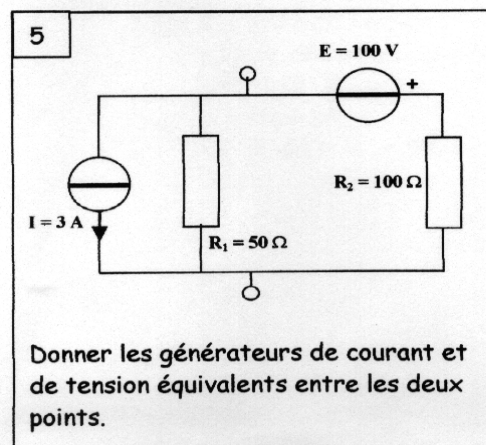 5
E = 100 V
+
R₂ = 100 Ω
I = 3 A
R₁ = 50 Ω
Donner les générateurs de courant et
de tension équivalents entre les deux
points.